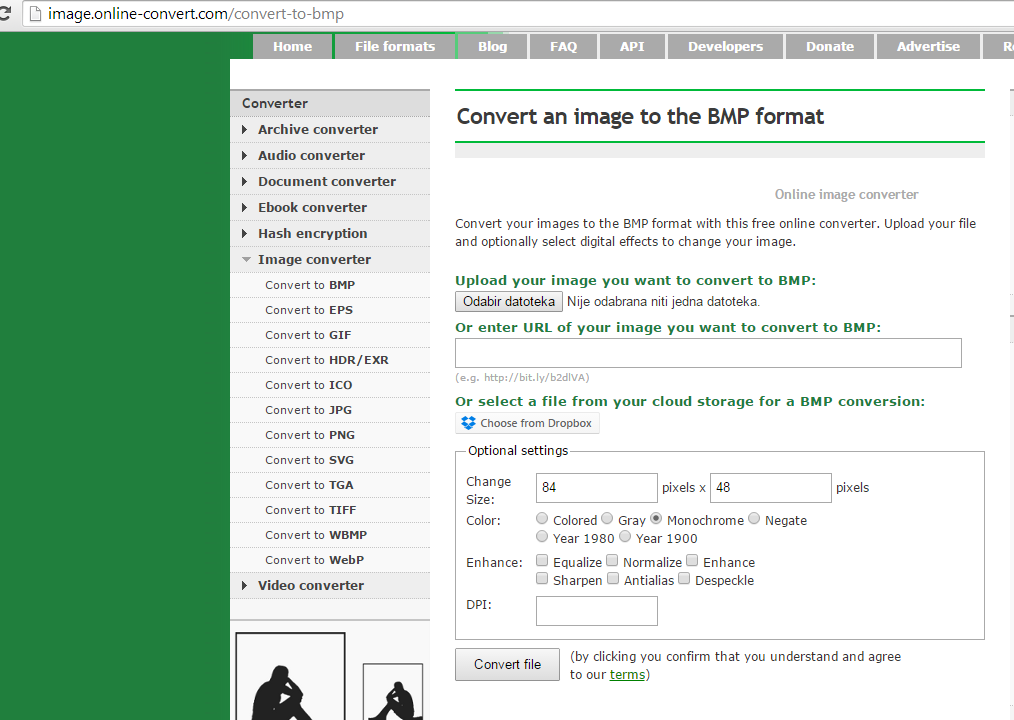 image.online-convert.com/convert-to-bmp
Home File formats Blog FAQ API Developers Donate Advertise
Converter
Archive converter
Audio converter
Document converter
Ebook converter
Hash encryption
Image converter
Convert to BMP
Convert to EPS
Convert to GIF
Convert to HDR/EXR
Convert to ICO
Convert to JPG
Convert to PNG
Convert to SVG
Convert to TGA
Convert to TIFF
Convert to WBMP
Convert to WebP
Video converter
Convert an image to the BMP format
Online image converter
Convert your images to the BMP format with this free online converter. Upload your file
and optionally select digital effects to change your image.
Upload your image you want to convert to BMP:
Odabir datoteka Nije odabrana niti jedna datoteka.
Or enter URL of your image you want to convert to BMP:
(e.g. http://bit.ly/b2dlVA)
Or select a file from your cloud storage for a BMP conversion:
Choose from Dropbox
Optional settings
Change
Size: 84 pixels x 48 pixels
Color: Colored Gray Monochrome Negate
Year 1980 Year 1900
Enhance: Equalize Normalize Enhance
Sharpen Antialias Despeckle
DPI:
Convert file (by clicking you confirm that you understand and agree
to our terms)